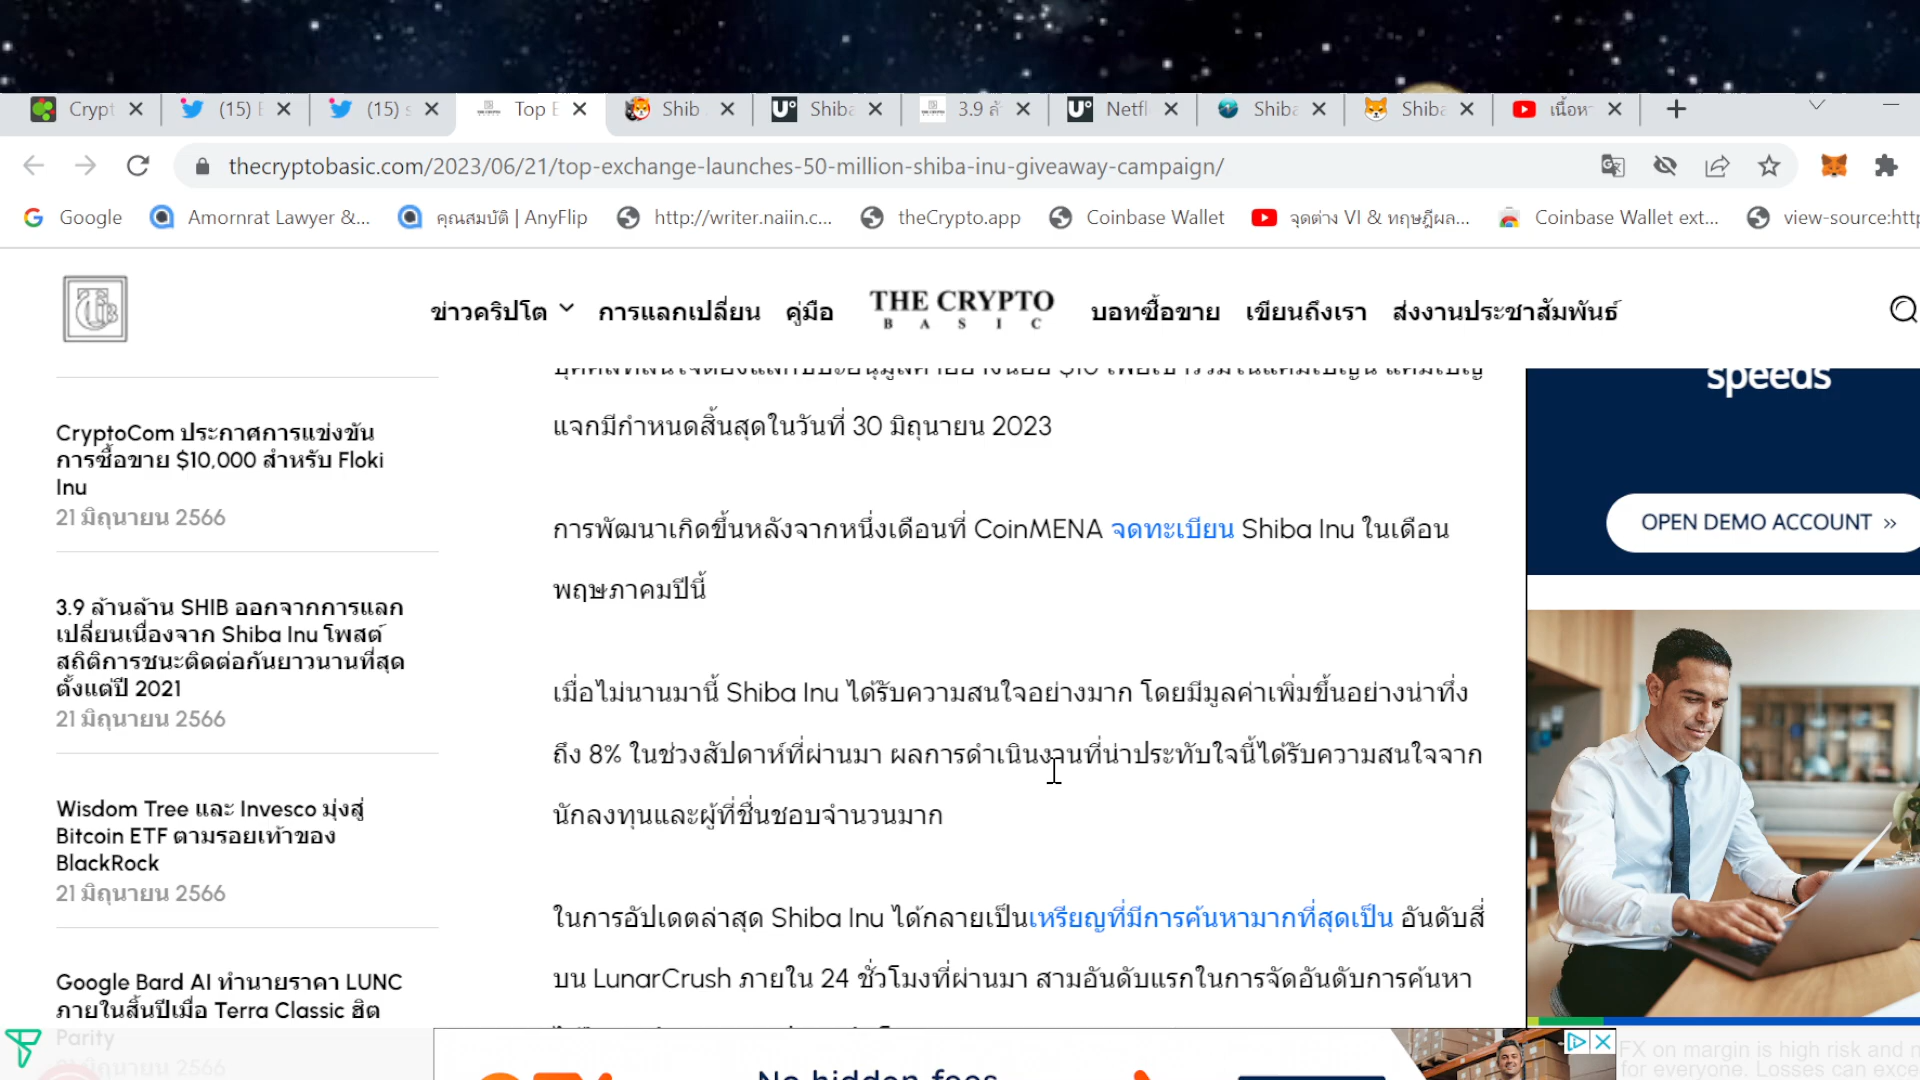 Crypt
(15)
(15) s
Top E
Shib
Shiba
3.9 ล้
Netfl
Shiba
Shiba
เนื้อห
thecryptobasic.com/2023/06/21/top-exchange-launches-50-million-shiba-inu-giveaway-campaign/
Google
Amornrat Lawyer &...
คุณสมบัติ | AnyFlip
http://writer.naiin.c...
theCrypto.app
Coinbase Wallet
จุดต่าง VI & ทฤษฎีผล...
Coinbase Wallet ext...
view-source:http
ข่าวคริปโต
การแลกเปลี่ยน
คู่มือ
THE CRYPTO
BASIC
บอทซื้อขาย
เขียนถึงเรา
ส่งงานประชาสัมพันธ์
CryptoCom ประกาศการแข่งขัน
การซื้อขาย $10,000 สำหรับ Floki
Inu
21 มิถุนายน 2566
3.9 ล้านล้าน SHIB ออกจากการแลก
เปลี่ยนเนื่องจาก Shiba Inu โพสต์
สถิติการชนะติดต่อกันยาวนานที่สุด
ตั้งแต่ปี 2021
21 มิถุนายน 2566
Wisdom Tree และ Invesco มุ่งสู่
Bitcoin ETF ตามรอยเท้าของ
BlackRock
21 มิถุนายน 2566
Google Bard AI ทำนายราคา LUNC
ภายในสิ้นปีเมื่อ Terra Classic ฮิต
Parity
21 มิถุนายน 2566
แจกมีกำหนดสิ้นสุดในวันที่ 30 มิถุนายน 2023
การพัฒนาเกิดขึ้นหลังจากหนึ่งเดือนที่ CoinMENA จดทะเบียน Shiba Inu ในเดือน
พฤษภาคมปีนี้
เมื่อไม่นานมานี้ Shiba Inu ได้รับความสนใจอย่างมาก โดยมีมูลค่าเพิ่มขึ้นอย่างน่าทึ่ง
ถึง 8% ในช่วงสัปดาห์ที่ผ่านมา ผลการดำเนินงานที่น่าประทับใจนี้ได้รับความสนใจจาก
นักลงทุนและผู้ที่ชื่นชอบจำนวนมาก
ในการอัปเดตล่าสุด Shiba Inu ได้กลายเป็นเหรียญที่มีการค้นหามากที่สุดเป็น อันดับสี่
บน LunarCrush ภายใน 24 ชั่วโมงที่ผ่านมา สามอันดับแรกในการจัดอันดับการค้นหา
speeds
OPEN DEMO ACCOUNT »
No hidden fees
FX on margin is high risk and n
for everyone. Losses can exce